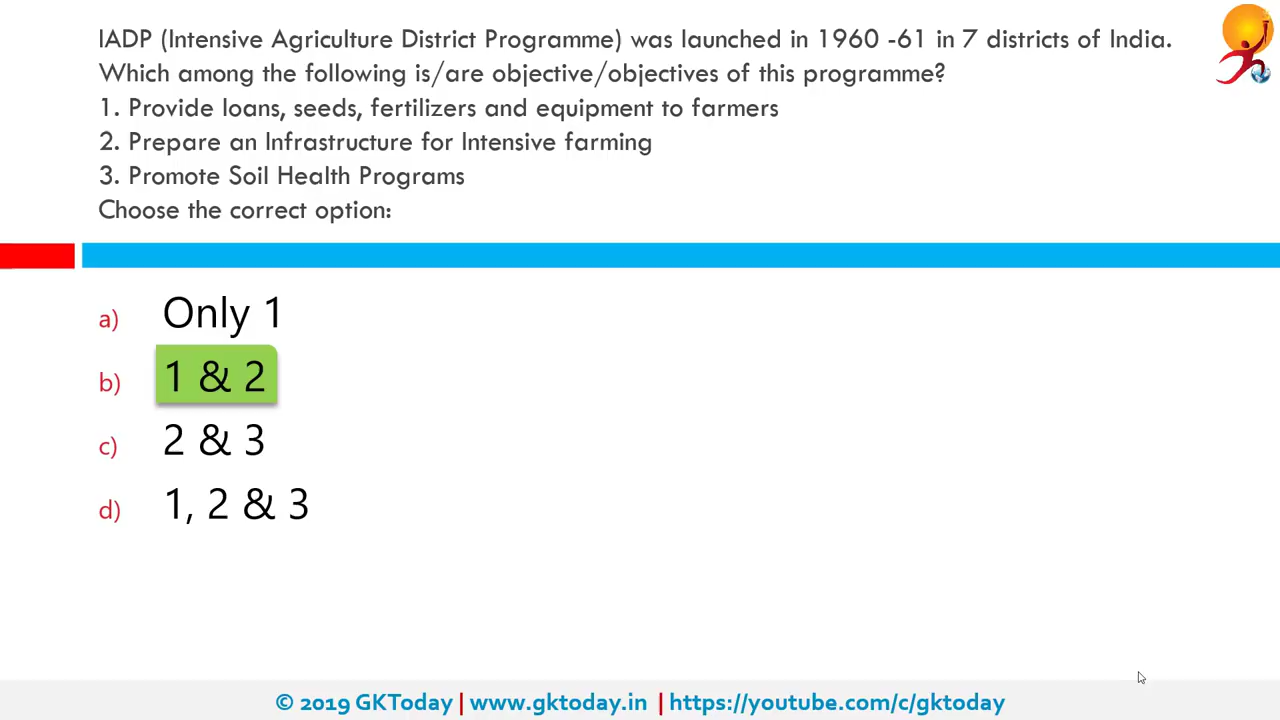 IADP (Intensive Agriculture District Programme) was launched in 1960 -61 in 7 districts of India.
Which among the following is/are objective/objectives of this programme?
1. Provide loans, seeds, fertilizers and equipment to farmers
2. Prepare an Infrastructure for Intensive farming
3. Promote Soil Health Programs
Choose the correct option:
a) Only 1
b) 1 & 2
c) 2 & 3
d) 1, 2 & 3
© 2019 GKToday | www.gktoday.in | https://youtube.com/c/gktoday